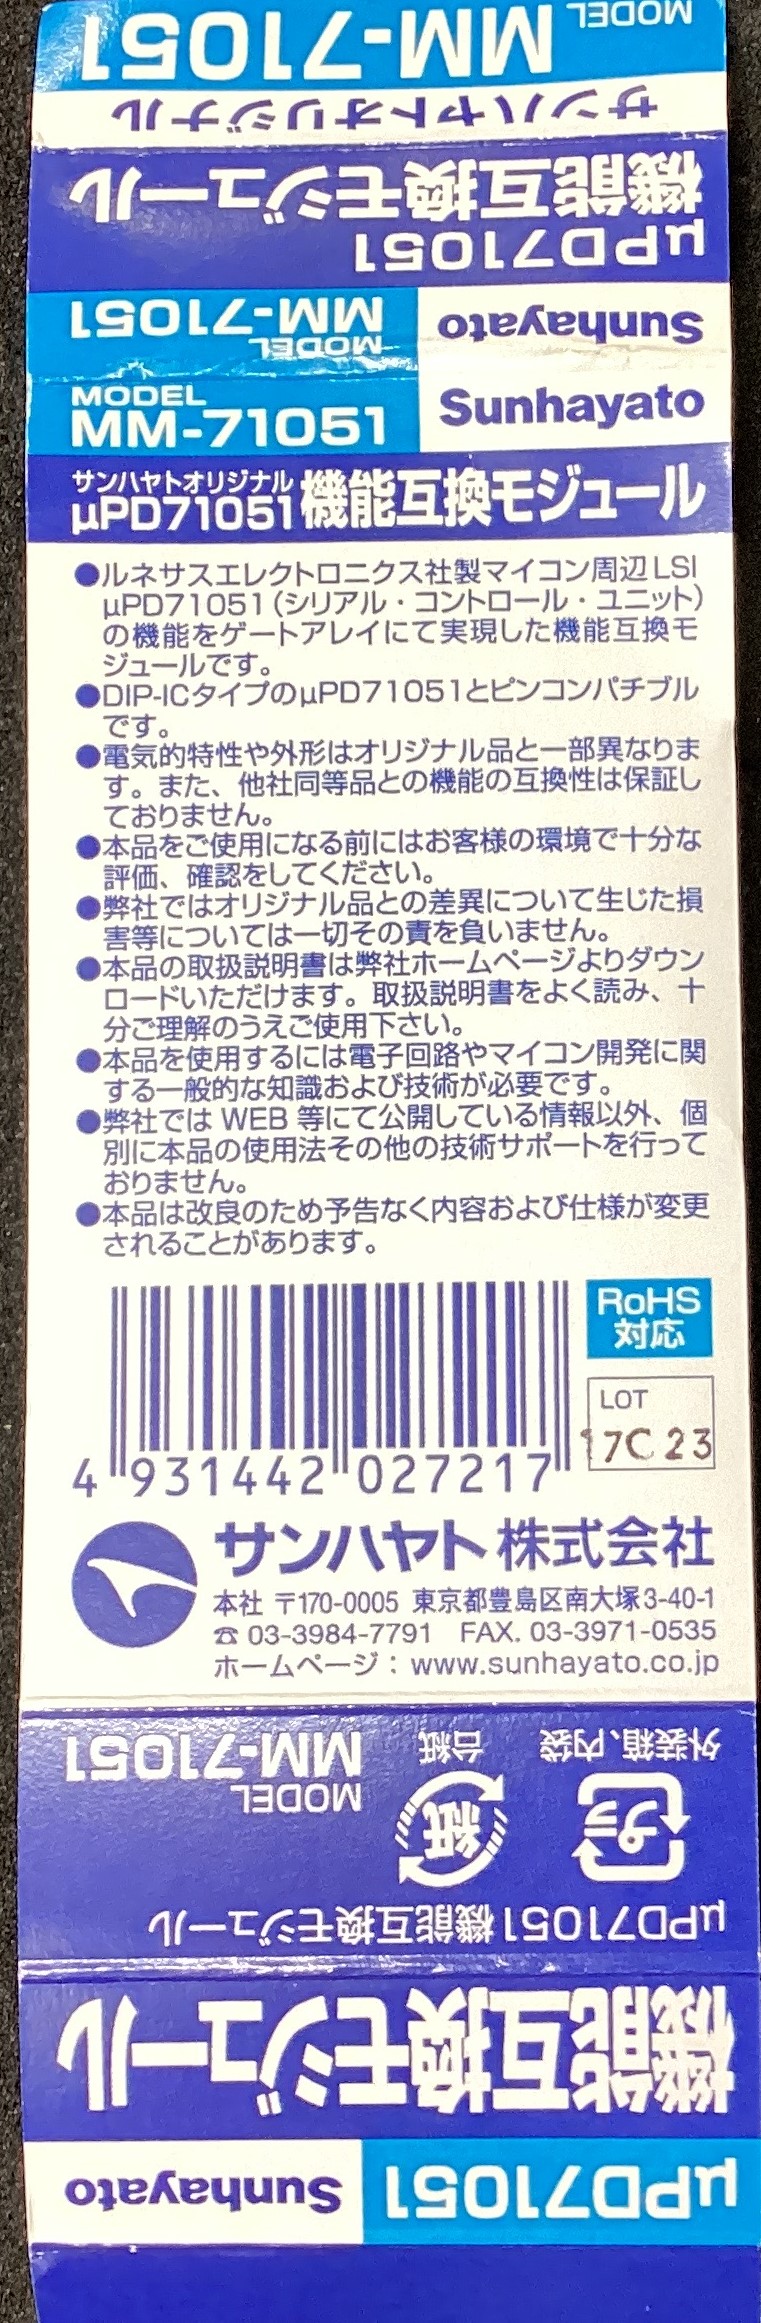 MODEL
MM-71051
サンハヤトオリジナル
機能互換モジュール
μPD71051
MODEL
MM-71051
Sunhayato
MODEL
MM-71051
Sunhayato
サンハヤトオリジナル
μPD71051機能互換モジュール
●ルネサスエレクトロニクス社製マイコン周辺LSI
μPD71051（シリアル・コントロール・ユニット）
の機能をゲートアレイにて実現した機能互換モ
ジュールです。
●DIP-ICタイプのμPD71051とピンコンパチブル
です。
●電気的特性や外形はオリジナル品と一部異なりま
す。また、他社同等品との機能の互換性は保証し
ておりません。
●本品をご使用になる前にはお客様の環境で十分な
評価、確認をしてください。
●弊社ではオリジナル品との差異について生じた損
害等については一切その責を負いません。
●本品の取扱説明書は弊社ホームページよりダウン
ロードいただけます。取扱説明書をよく読み、十
分ご理解のうえご使用下さい。
●本品を使用するには電子回路やマイコン開発に関
する一般的な知識および技術が必要です。
●弊社では WEB 等にて公開している情報以外、個
別に本品の使用法その他の技術サポートを行って
おりません。
●本品は改良のため予告なく内容および仕様が変更
されることがあります。
RoHS
対応
LOT
17C 23
4 931442 027217
サンハヤト株式会社
本社 〒170-0005 東京都豊島区南大塚3-40-1
☎ 03-3984-7791 FAX. 03-3971-0535
ホームページ：www.sunhayato.co.jp
外装箱、内袋
台紙
プラ
紙
MODEL
MM-71051
μPD71051機能互換モジュール
機能互換モジュール
μPD71051
Sunhayato